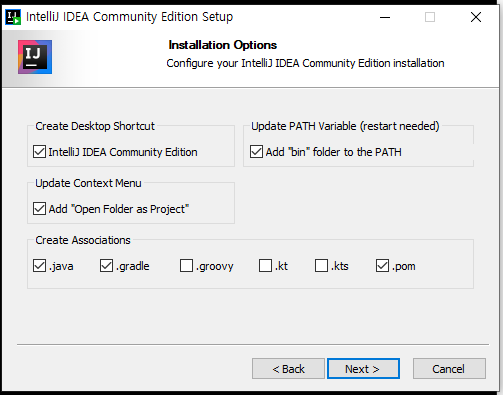 IntelliJ IDEA Community Edition Setup
IJ
Installation Options
Configure your IntelliJ IDEA Community Edition installation
Create Desktop Shortcut
IntelliJ IDEA Community Edition
Update PATH Variable (restart needed)
Add "bin" folder to the PATH
Update Context Menu
Add "Open Folder as Project"
Create Associations
.java .gradle .groovy .kt .kts .pom
< Back Next > Cancel